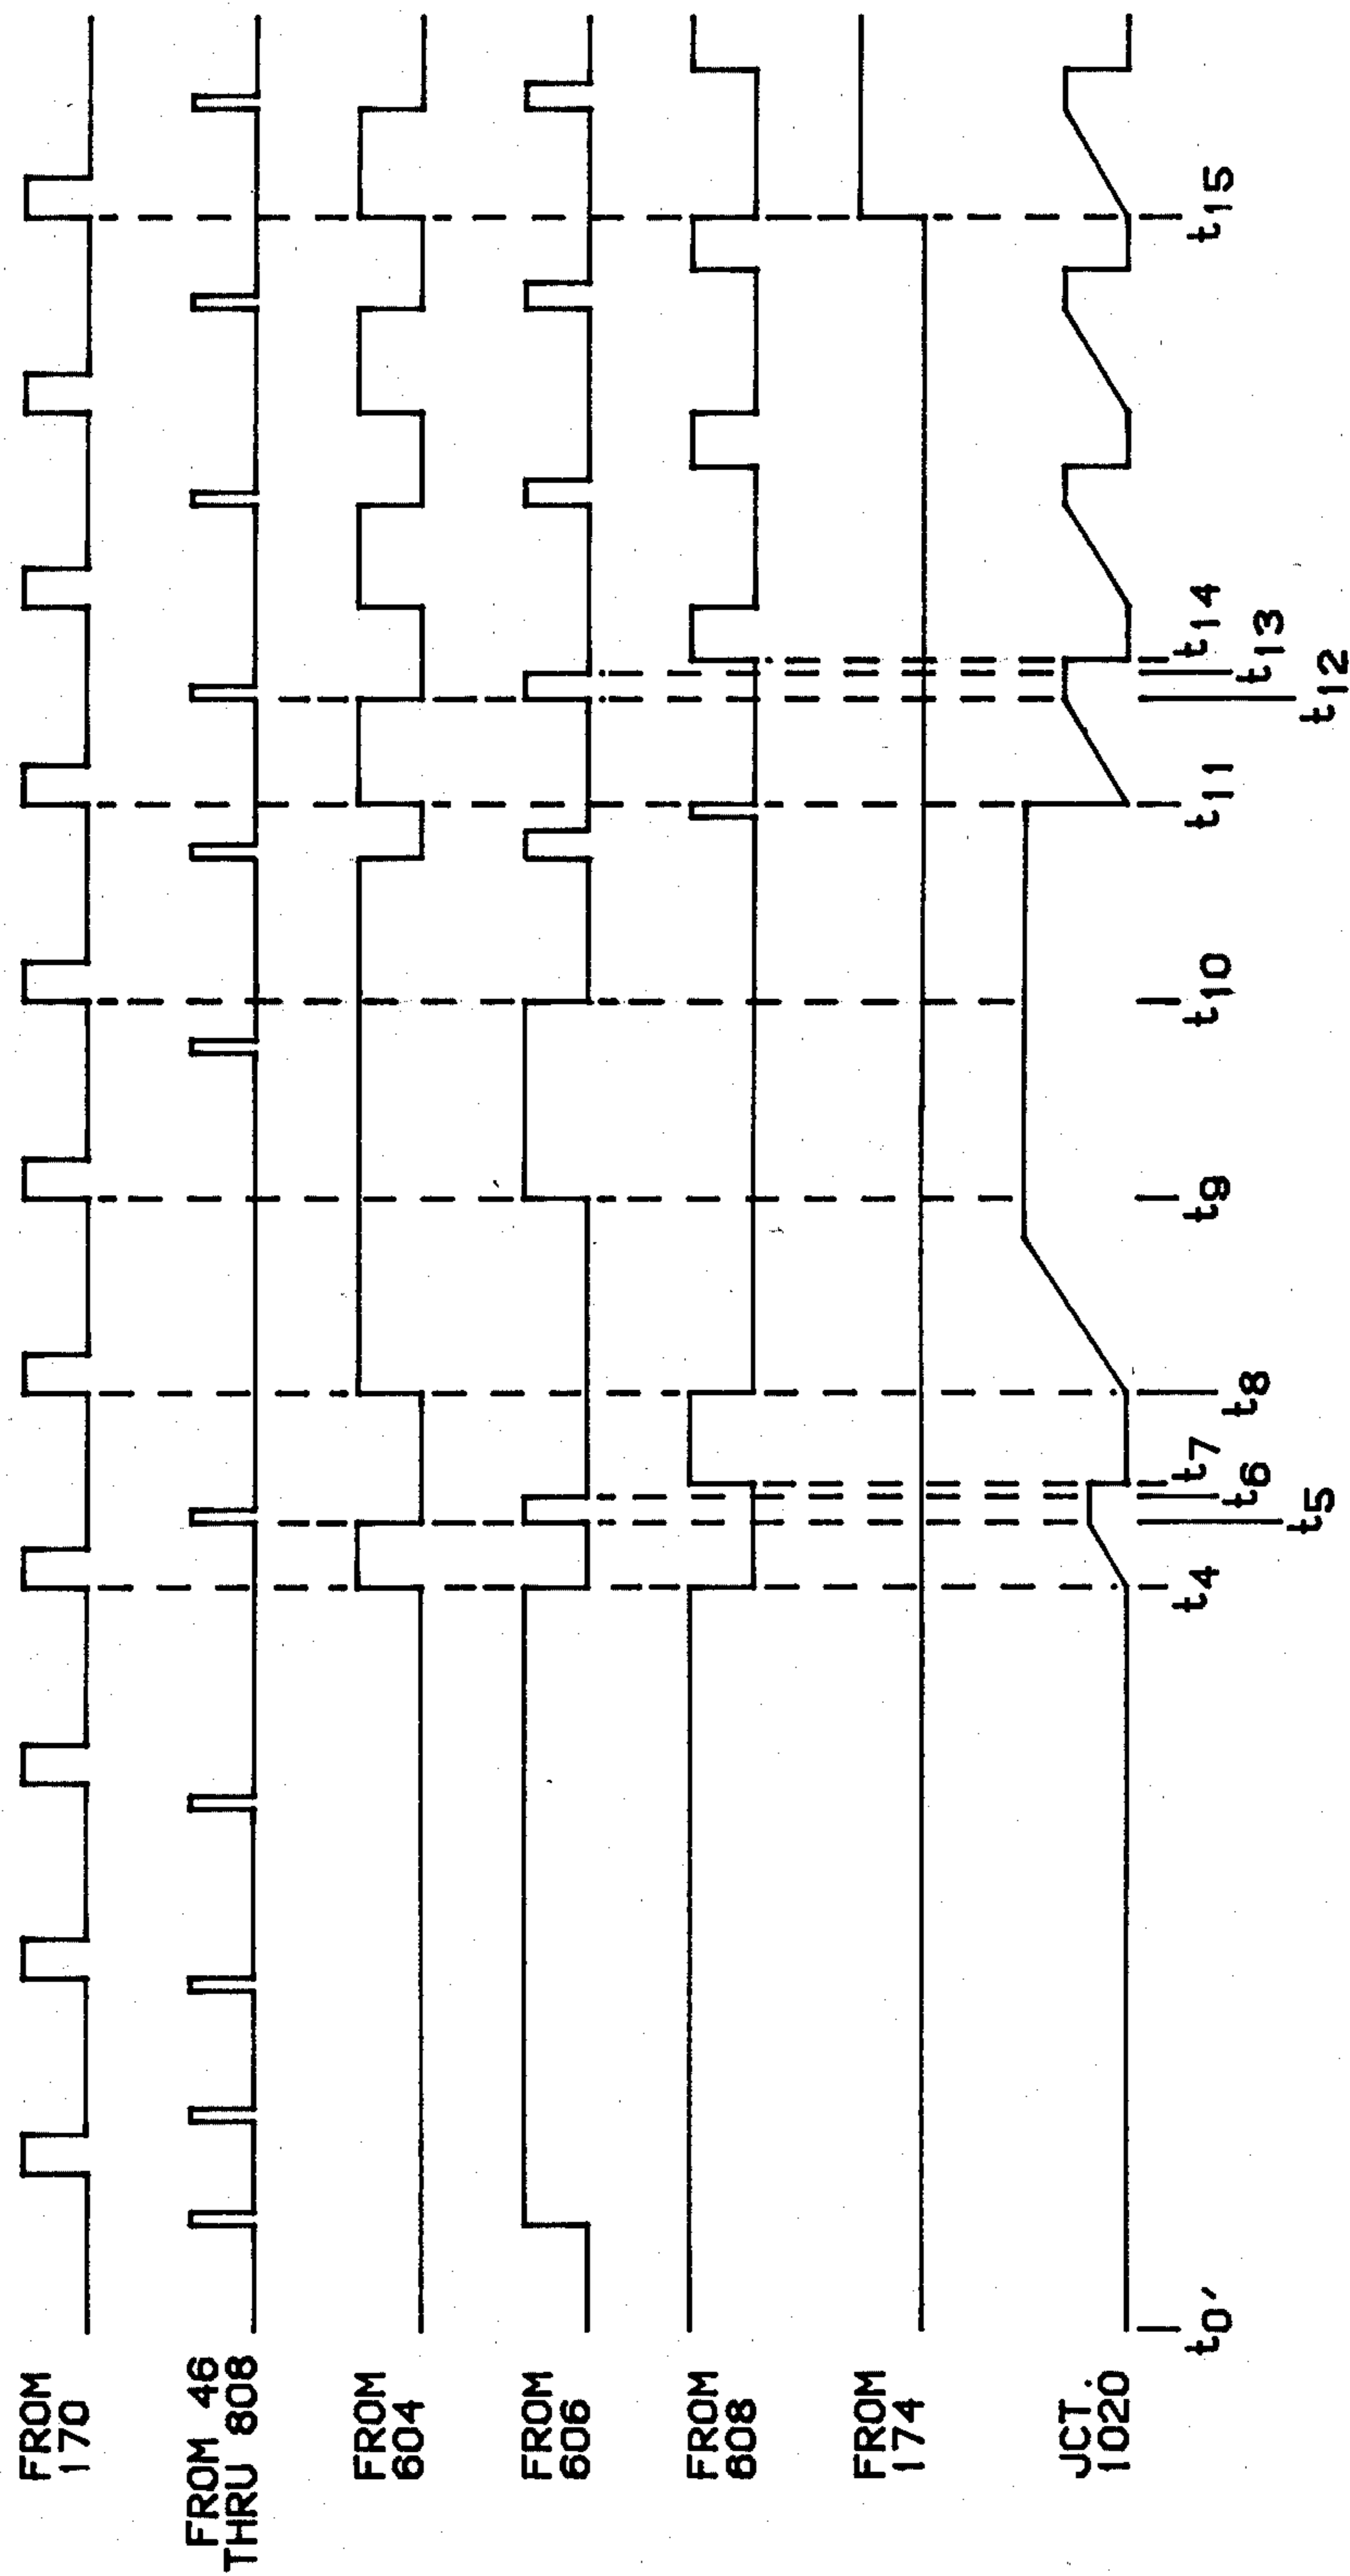 FROM
170
FROM 46
THRU 808
FROM
604
FROM
606
FROM
608
FROM
174
JCT.
1020
t0'
t4
t5
t6
t7
t8
t9
t10
t11
t12
t13
t14
t15